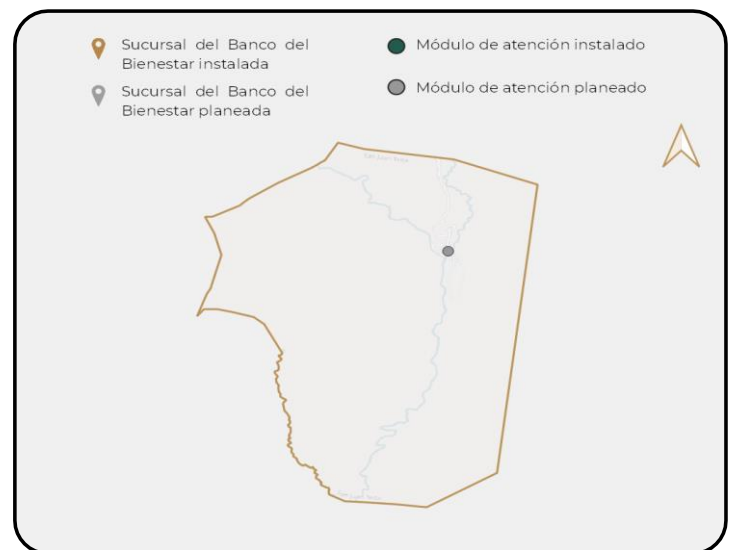 Sucursal del Banco del
Bienestar instalada
Sucursal del Banco del
Bienestar planeada
Módulo de atención instalado
Módulo de atención planeado